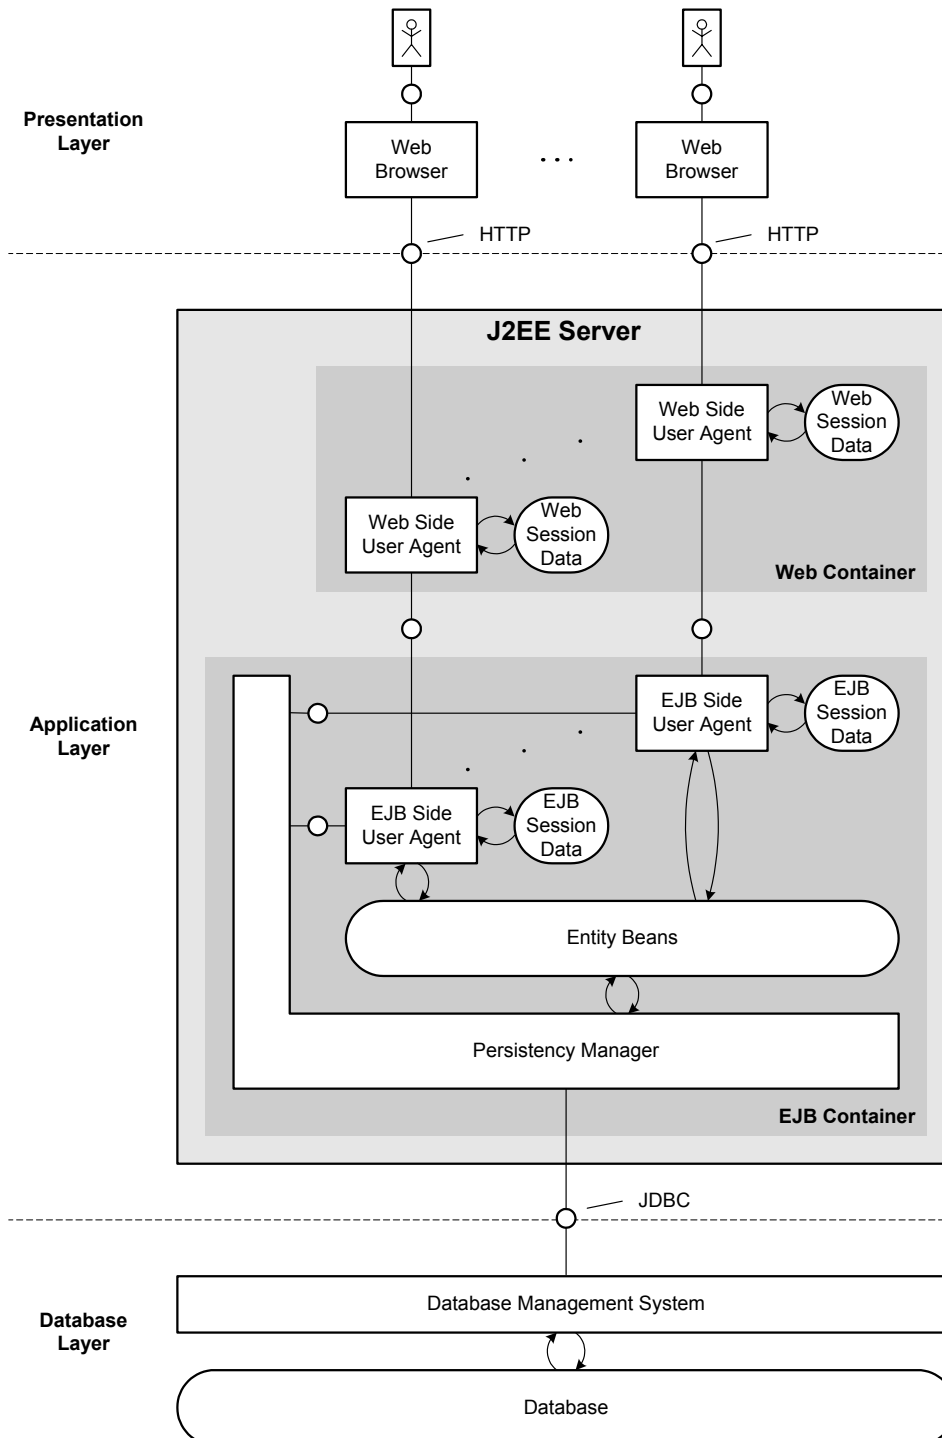 Presentation
Layer
Web
Browser
. . .
Web
Browser
HTTP
HTTP
J2EE Server
Web Side
User Agent
Web
Session
Data
Web Side
User Agent
Web
Session
Data
Web Container
Application
Layer
EJB Side
User Agent
EJB
Session
Data
EJB Side
User Agent
EJB
Session
Data
Entity Beans
Persistency Manager
EJB Container
JDBC
Database
Layer
Database Management System
Database